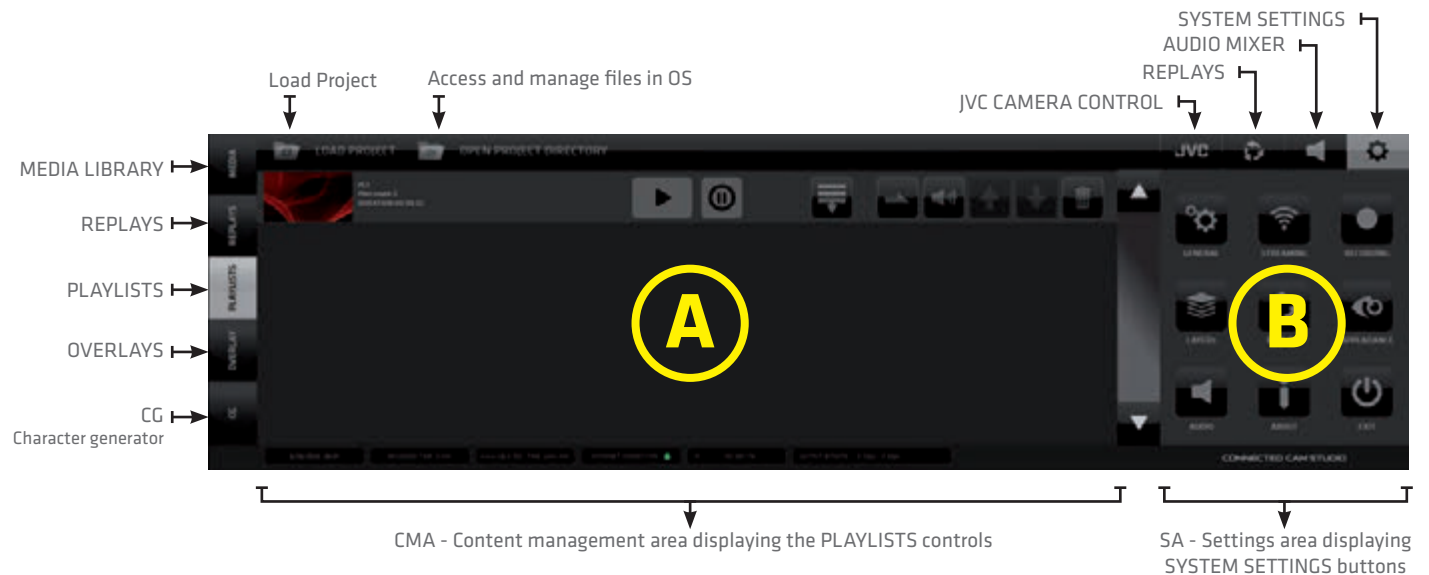 SYSTEM SETTINGS
AUDIO MIXER
REPLAYS
JVC CAMERA CONTROL
Load Project
Access and manage files in OS
MEDIA LIBRARY
REPLAYS
PLAYLISTS
OVERLAYS
CG
Character generator
MEDIA
REPLAYS
PLAYLISTS
OVERLAY
CG
LOAD PROJECT
OPEN PROJECT DIRECTORY
JVC
A
B
GENERAL
STREAMING
RECORDING
LAYERS
APPEARANCE
AUDIO
ABOUT
EXIT
CONNECTED CAM STUDIO
CMA - Content management area displaying the PLAYLISTS controls
SA - Settings area displaying
SYSTEM SETTINGS buttons